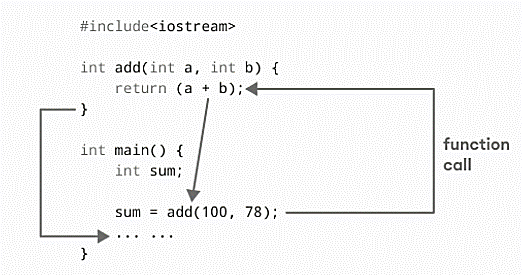 #include<iostream>
int add(int a, int b) {
return (a + b);
}
int main() {
int sum;
sum = add(100, 78);
... ...
}
function
call